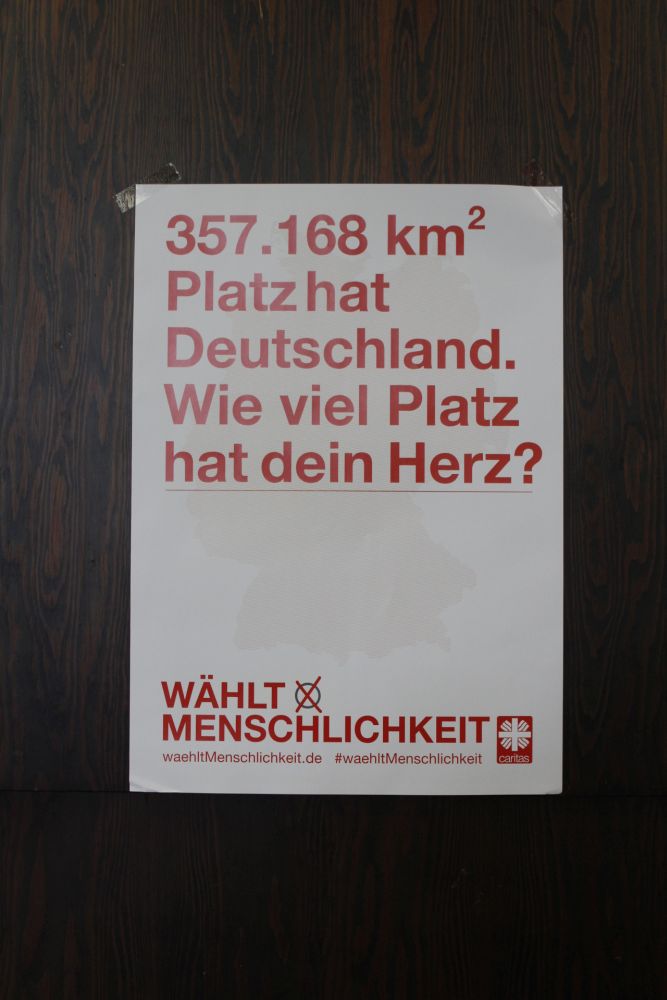 357.168 km²
Platz hat
Deutschland.
Wie viel Platz
hat dein Herz?
WÄHLT
MENSCHLICHKEIT
waehltMenschlichkeit.de #waehltMenschlichkeit
caritas